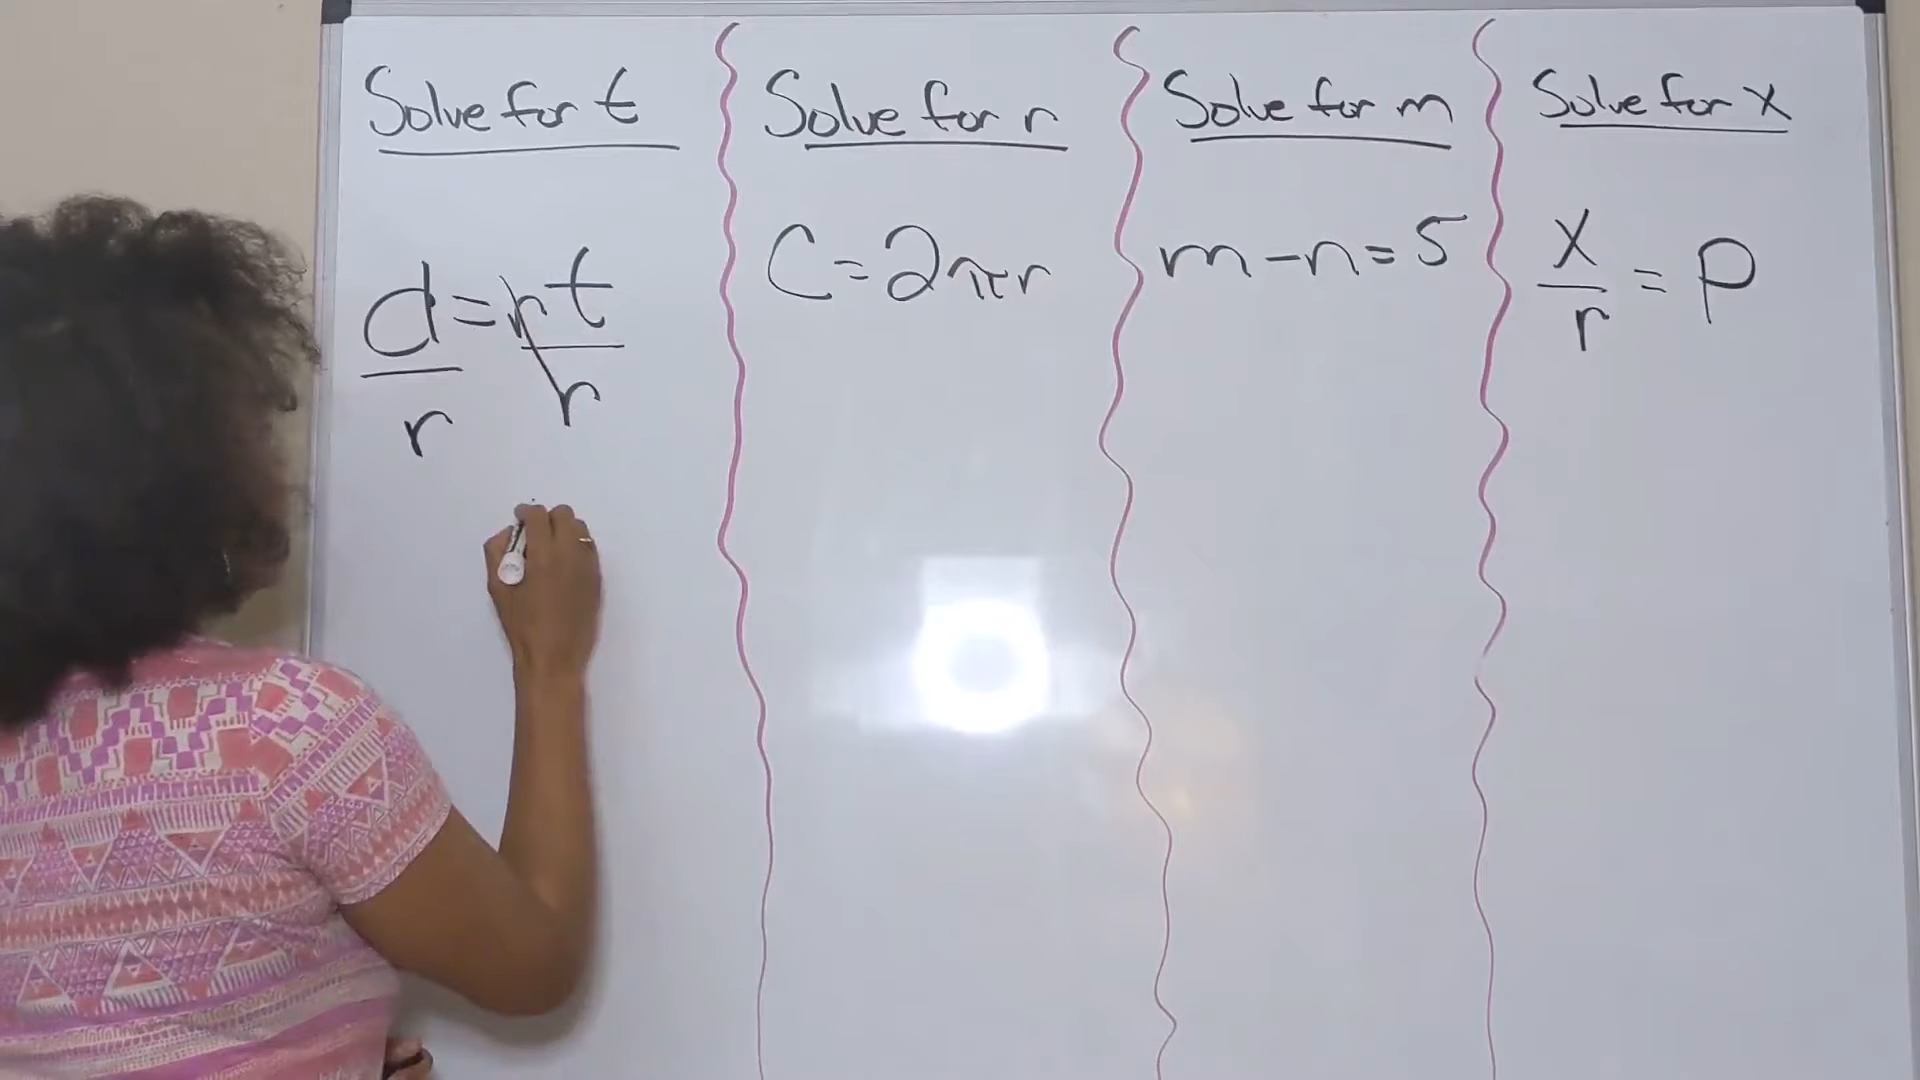 Solve for t
d = rt
r r
Solve for r
C = 2πr
Solve for m
m - n = 5
Solve for x
x
r = p